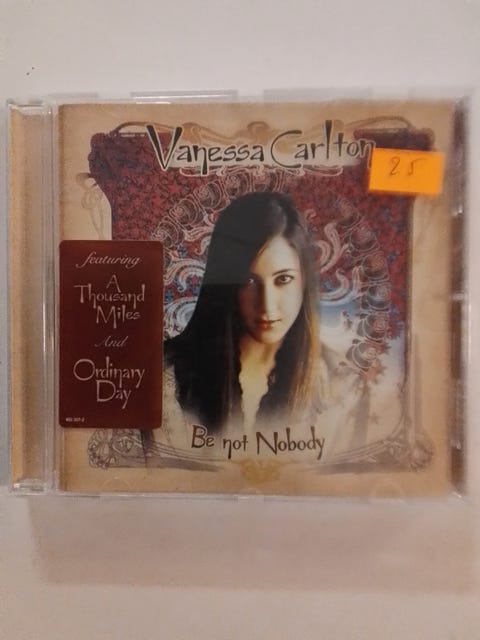 Vanessa Carlton
25
featuring
A
Thousand
Miles
And
Ordinary
Day
Be not Nobody